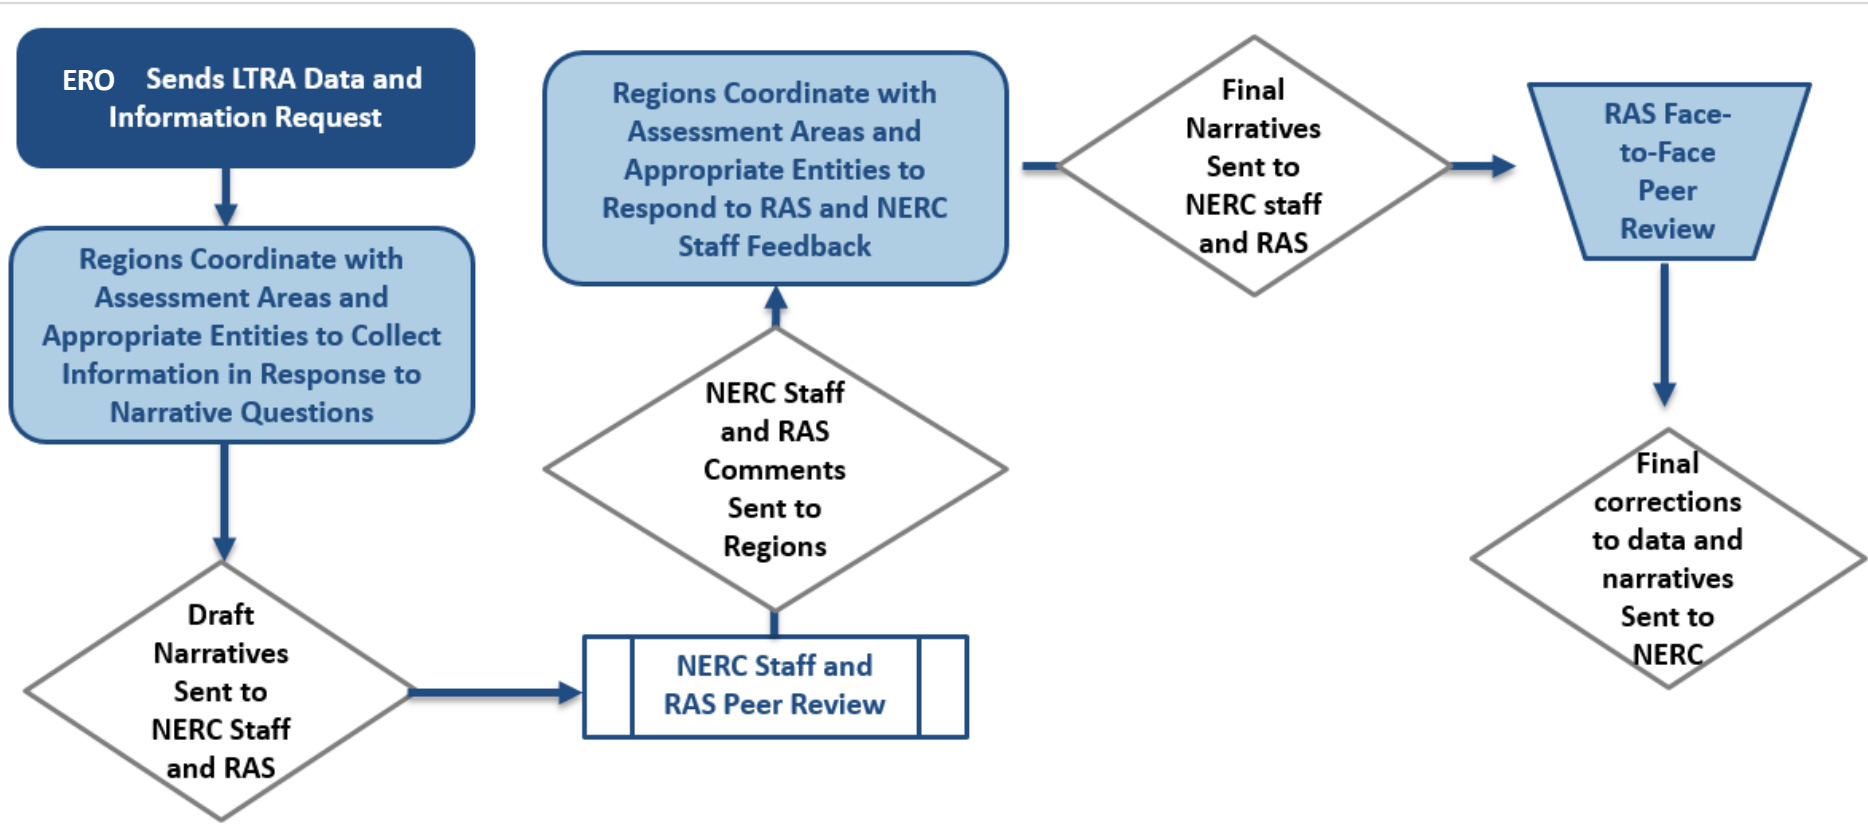 ERO Sends LTRA Data and
Information Request
Regions Coordinate with
Assessment Areas and
Appropriate Entities to Collect
Information in Response to
Narrative Questions
Draft
Narratives
Sent to
NERC Staff
and RAS
NERC Staff and
RAS Peer Review
NERC Staff
and RAS
Comments
Sent to
Regions
Regions Coordinate with
Assessment Areas and
Appropriate Entities to
Respond to RAS and NERC
Staff Feedback
Final
Narratives
Sent to
NERC staff
and RAS
RAS Face-
to-Face
Peer
Review
Final
corrections
to data and
narratives
Sent to
NERC